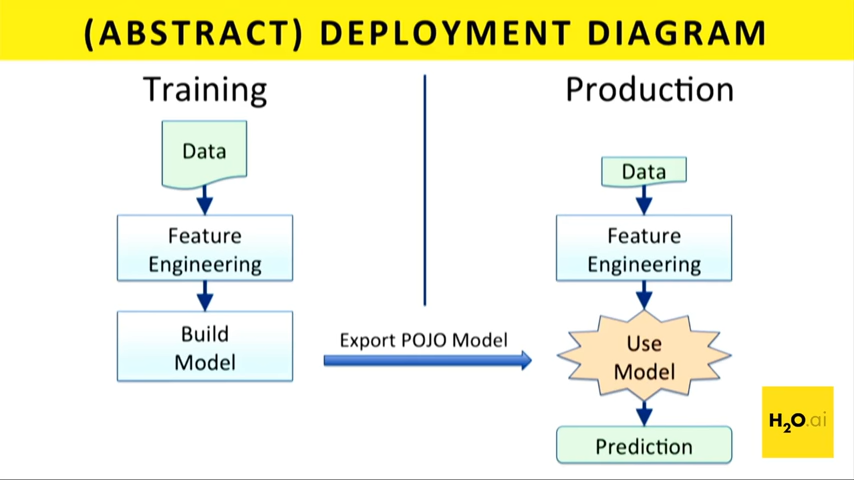 (ABSTRACT) DEPLOYMENT DIAGRAM
Training
Data
Feature
Engineering
Build
Model
Export POJO Model
Production
Data
Feature
Engineering
Use
Model
Prediction
H2O.ai